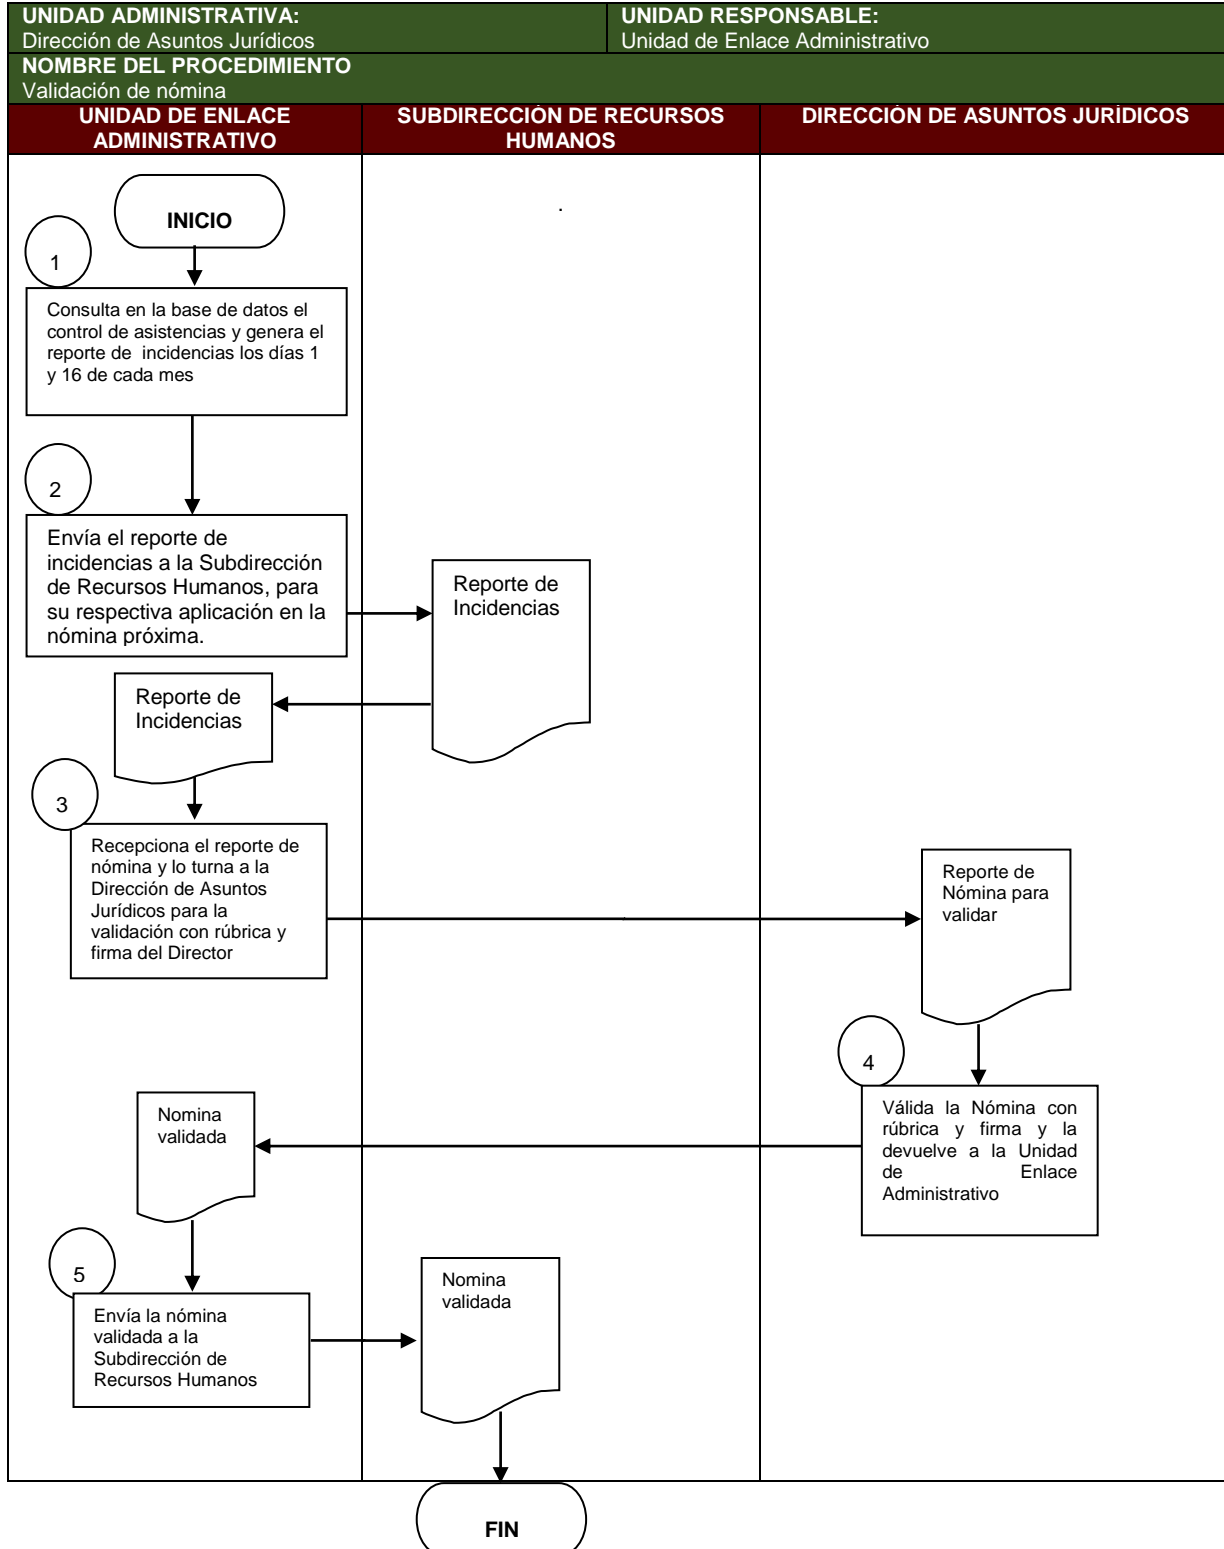 UNIDAD ADMINISTRATIVA:
Dirección de Asuntos Jurídicos
UNIDAD RESPONSABLE:
Unidad de Enlace Administrativo
NOMBRE DEL PROCEDIMIENTO
Validación de nómina
UNIDAD DE ENLACE
ADMINISTRATIVO
SUBDIRECCIÓN DE RECURSOS
HUMANOS
DIRECCIÓN DE ASUNTOS JURÍDICOS
INICIO
.
1
Consulta en la base de datos el
control de asistencias y genera el
reporte de incidencias los días 1
y 16 de cada mes
2
Envía el reporte de
incidencias a la Subdirección
de Recursos Humanos, para
su respectiva aplicación en la
nómina próxima.
Reporte de
Incidencias
Reporte de
Incidencias
3
Recepciona el reporte de
nómina y lo turna a la
Dirección de Asuntos
Jurídicos para la
validación con rúbrica y
firma del Director
Reporte de
Nómina para
validar
4
Válida la Nómina con
rúbrica y firma y la
devuelve a la Unidad
de Enlace
Administrativo
Nomina
validada
5
Envía la nómina
validada a la
Subdirección de
Recursos Humanos
Nomina
validada
FIN